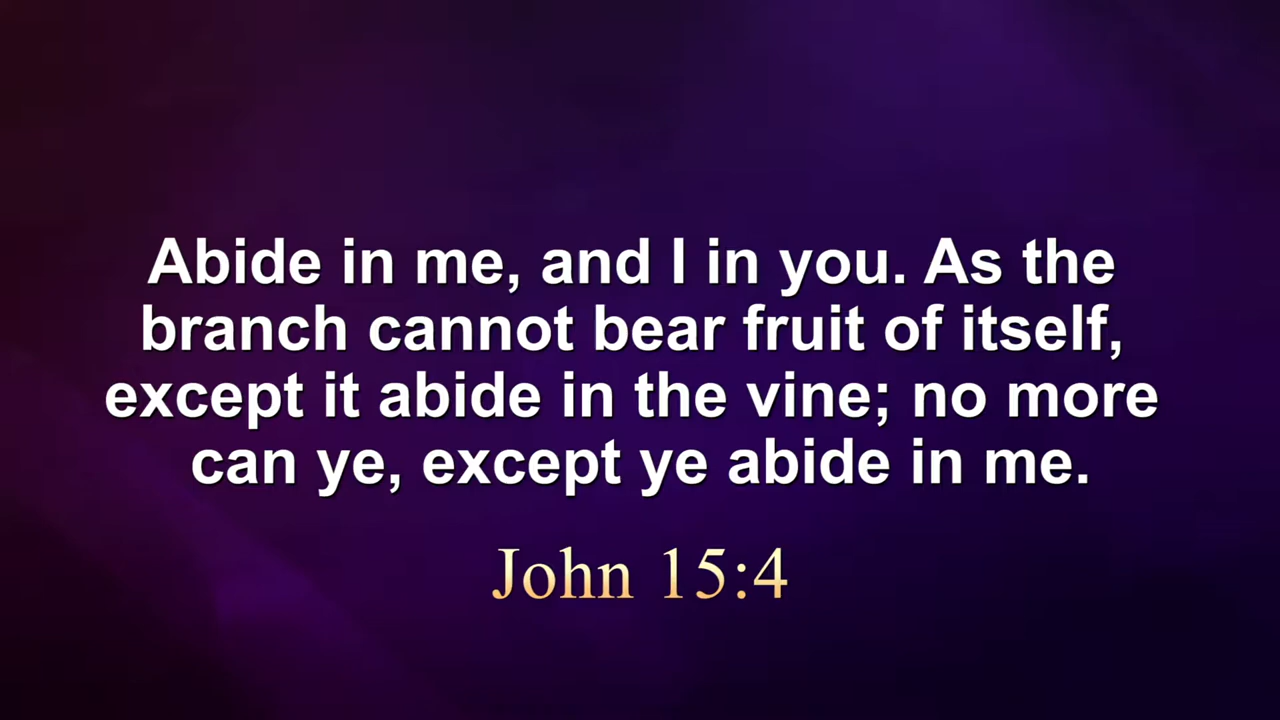 Abide in me, and I in you. As the
branch cannot bear fruit of itself,
except it abide in the vine; no more
can ye, except ye abide in me.
John 15:4